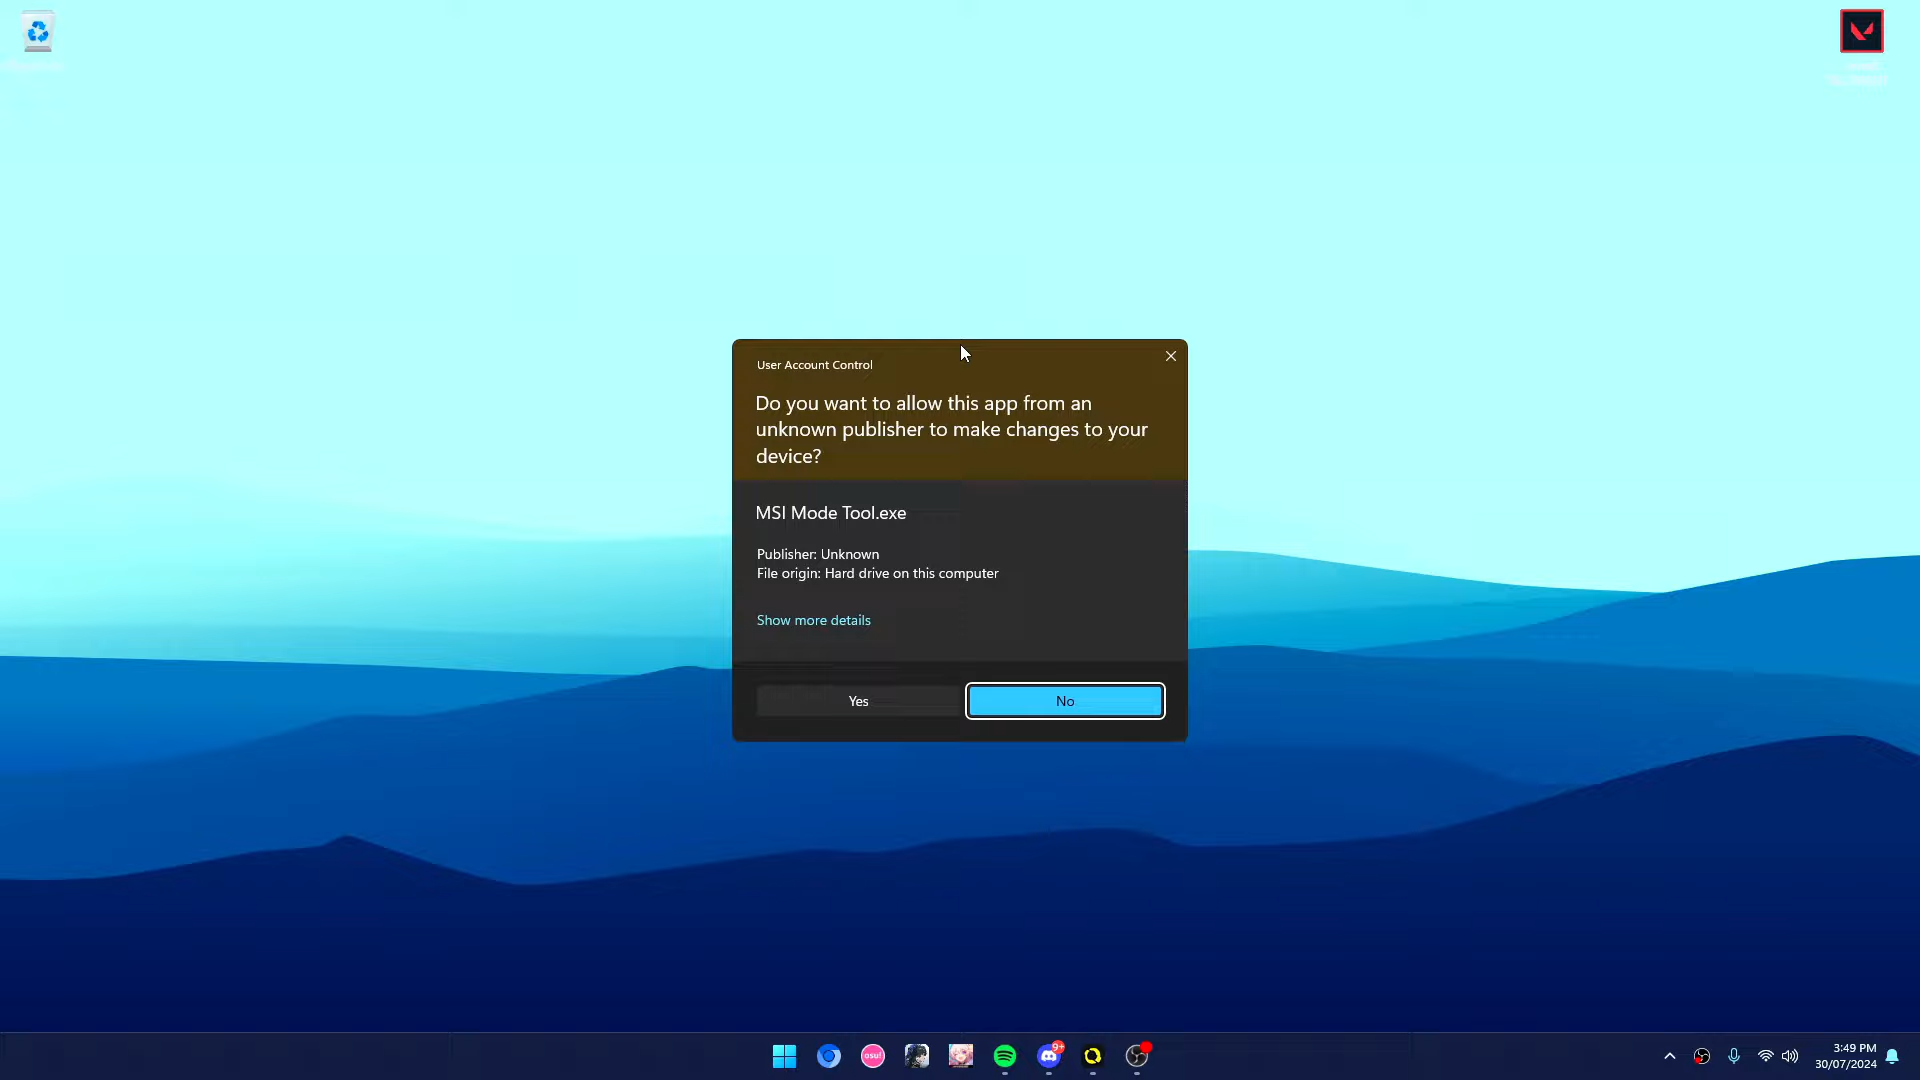 User Account Control
Do you want to allow this app from an
unknown publisher to make changes to your
device?
MSI Mode Tool.exe
Publisher: Unknown
File origin: Hard drive on this computer
Show more details
Yes
No
osu!
9+
3:49 PM
30/07/2024